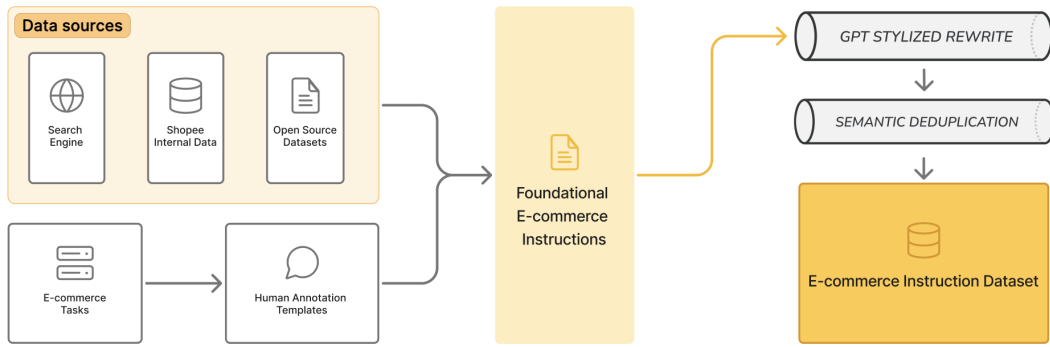 Data sources
Search
Engine
Shopee
Internal Data
Open Source
Datasets
E-commerce
Tasks
Human Annotation
Templates
Foundational
E-commerce
Instructions
GPT STYLIZED REWRITE
SEMANTIC DEDUPLICATION
E-commerce Instruction Dataset